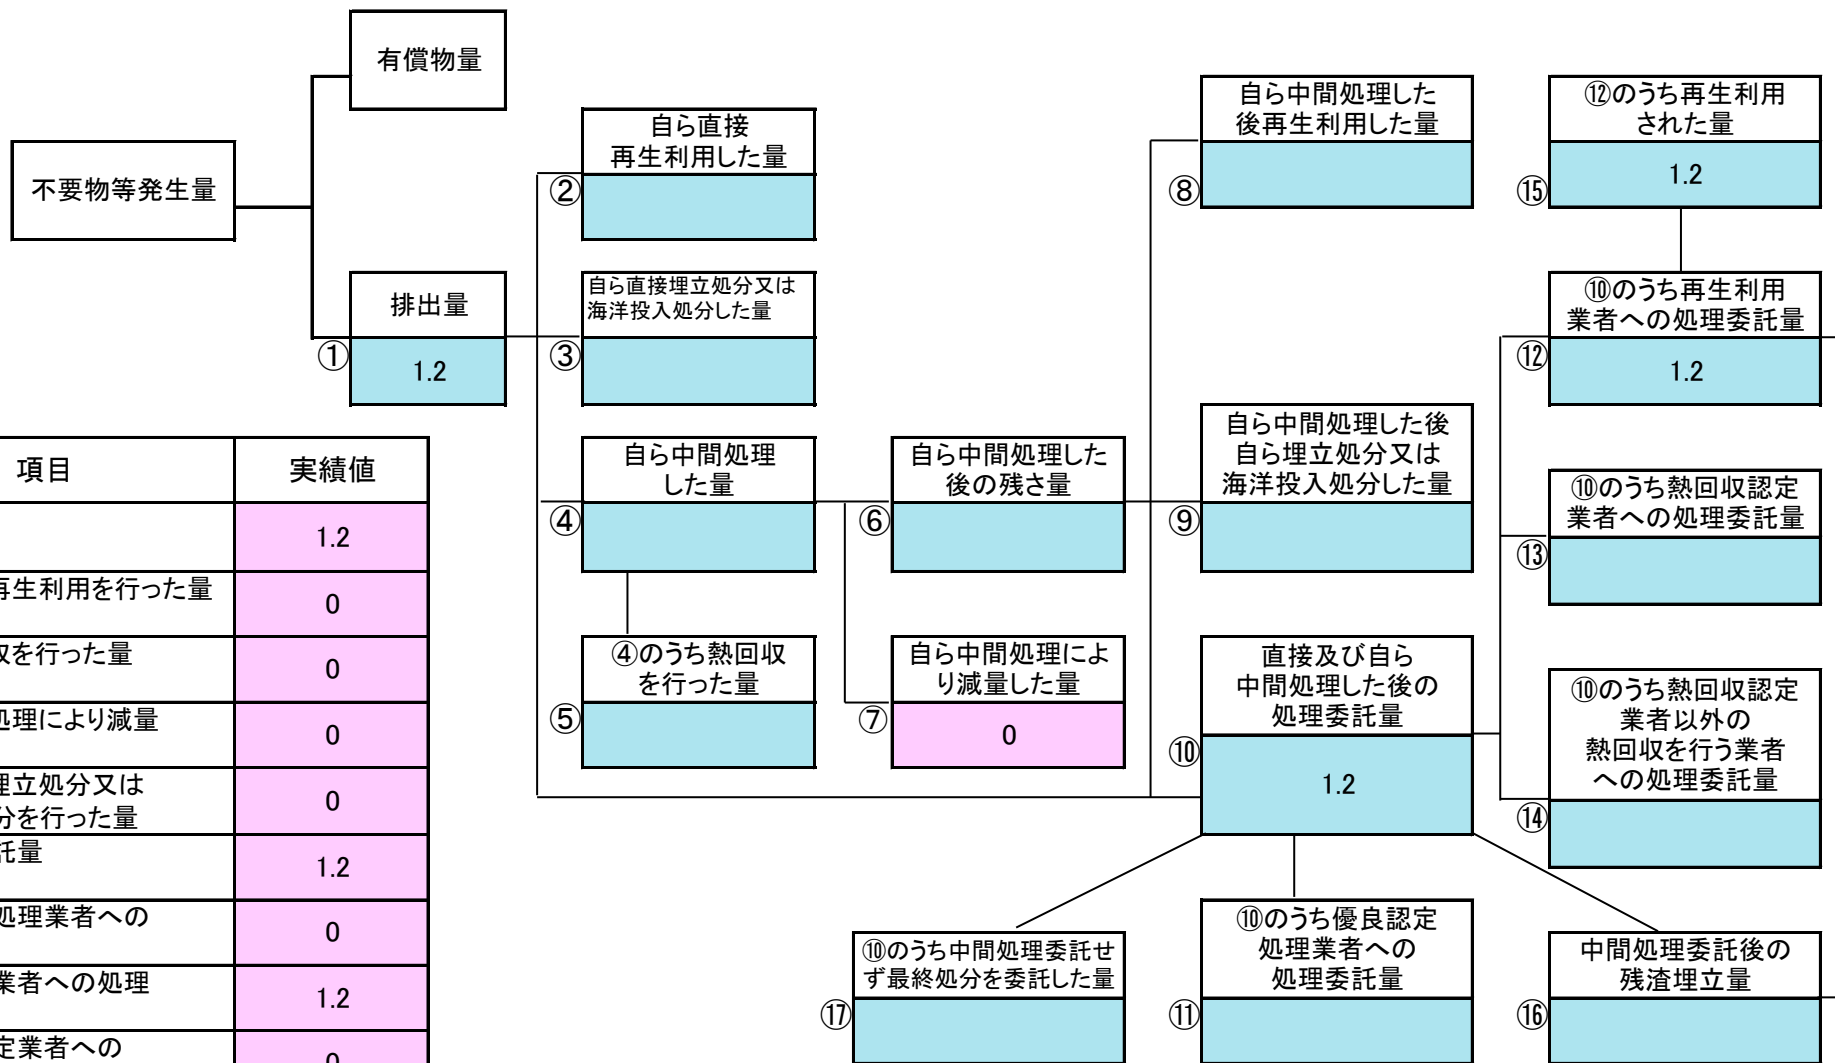 有償物量
不要物等発生量
排出量
①
1.2
自ら直接
再生利用した量
②
自ら直接埋立処分又は
海洋投入処分した量
③
自ら中間処理
した量
④
④のうち熱回収
を行った量
⑤
自ら中間処理した
後の残さ量
⑥
自ら中間処理によ
り減量した量
⑦
0
自ら中間処理した
後再生利用した量
⑧
自ら中間処理した後
自ら埋立処分又は
海洋投入処分した量
⑨
直接及び自ら
中間処理した後の
処理委託量
⑩
1.2
⑫のうち再生利用
された量
⑮
1.2
⑩のうち再生利用
業者への処理委託量
⑫
1.2
⑩のうち熱回収認定
業者への処理委託量
⑬
⑩のうち熱回収認定
業者以外の
熱回収を行う業者
への処理委託量
⑭
⑩のうち中間処理委託せ
ず最終処分を委託した量
⑰
⑩のうち優良認定
処理業者への
処理委託量
⑪
中間処理委託後の
残渣埋立量
⑯
項目 実績値
1.2
再生利用を行った量
0
を行った量
0
処理により減量
0
埋立処分又は
分を行った量
0
託量
1.2
処理業者への
0
業者への処理
1.2
定業者への
0